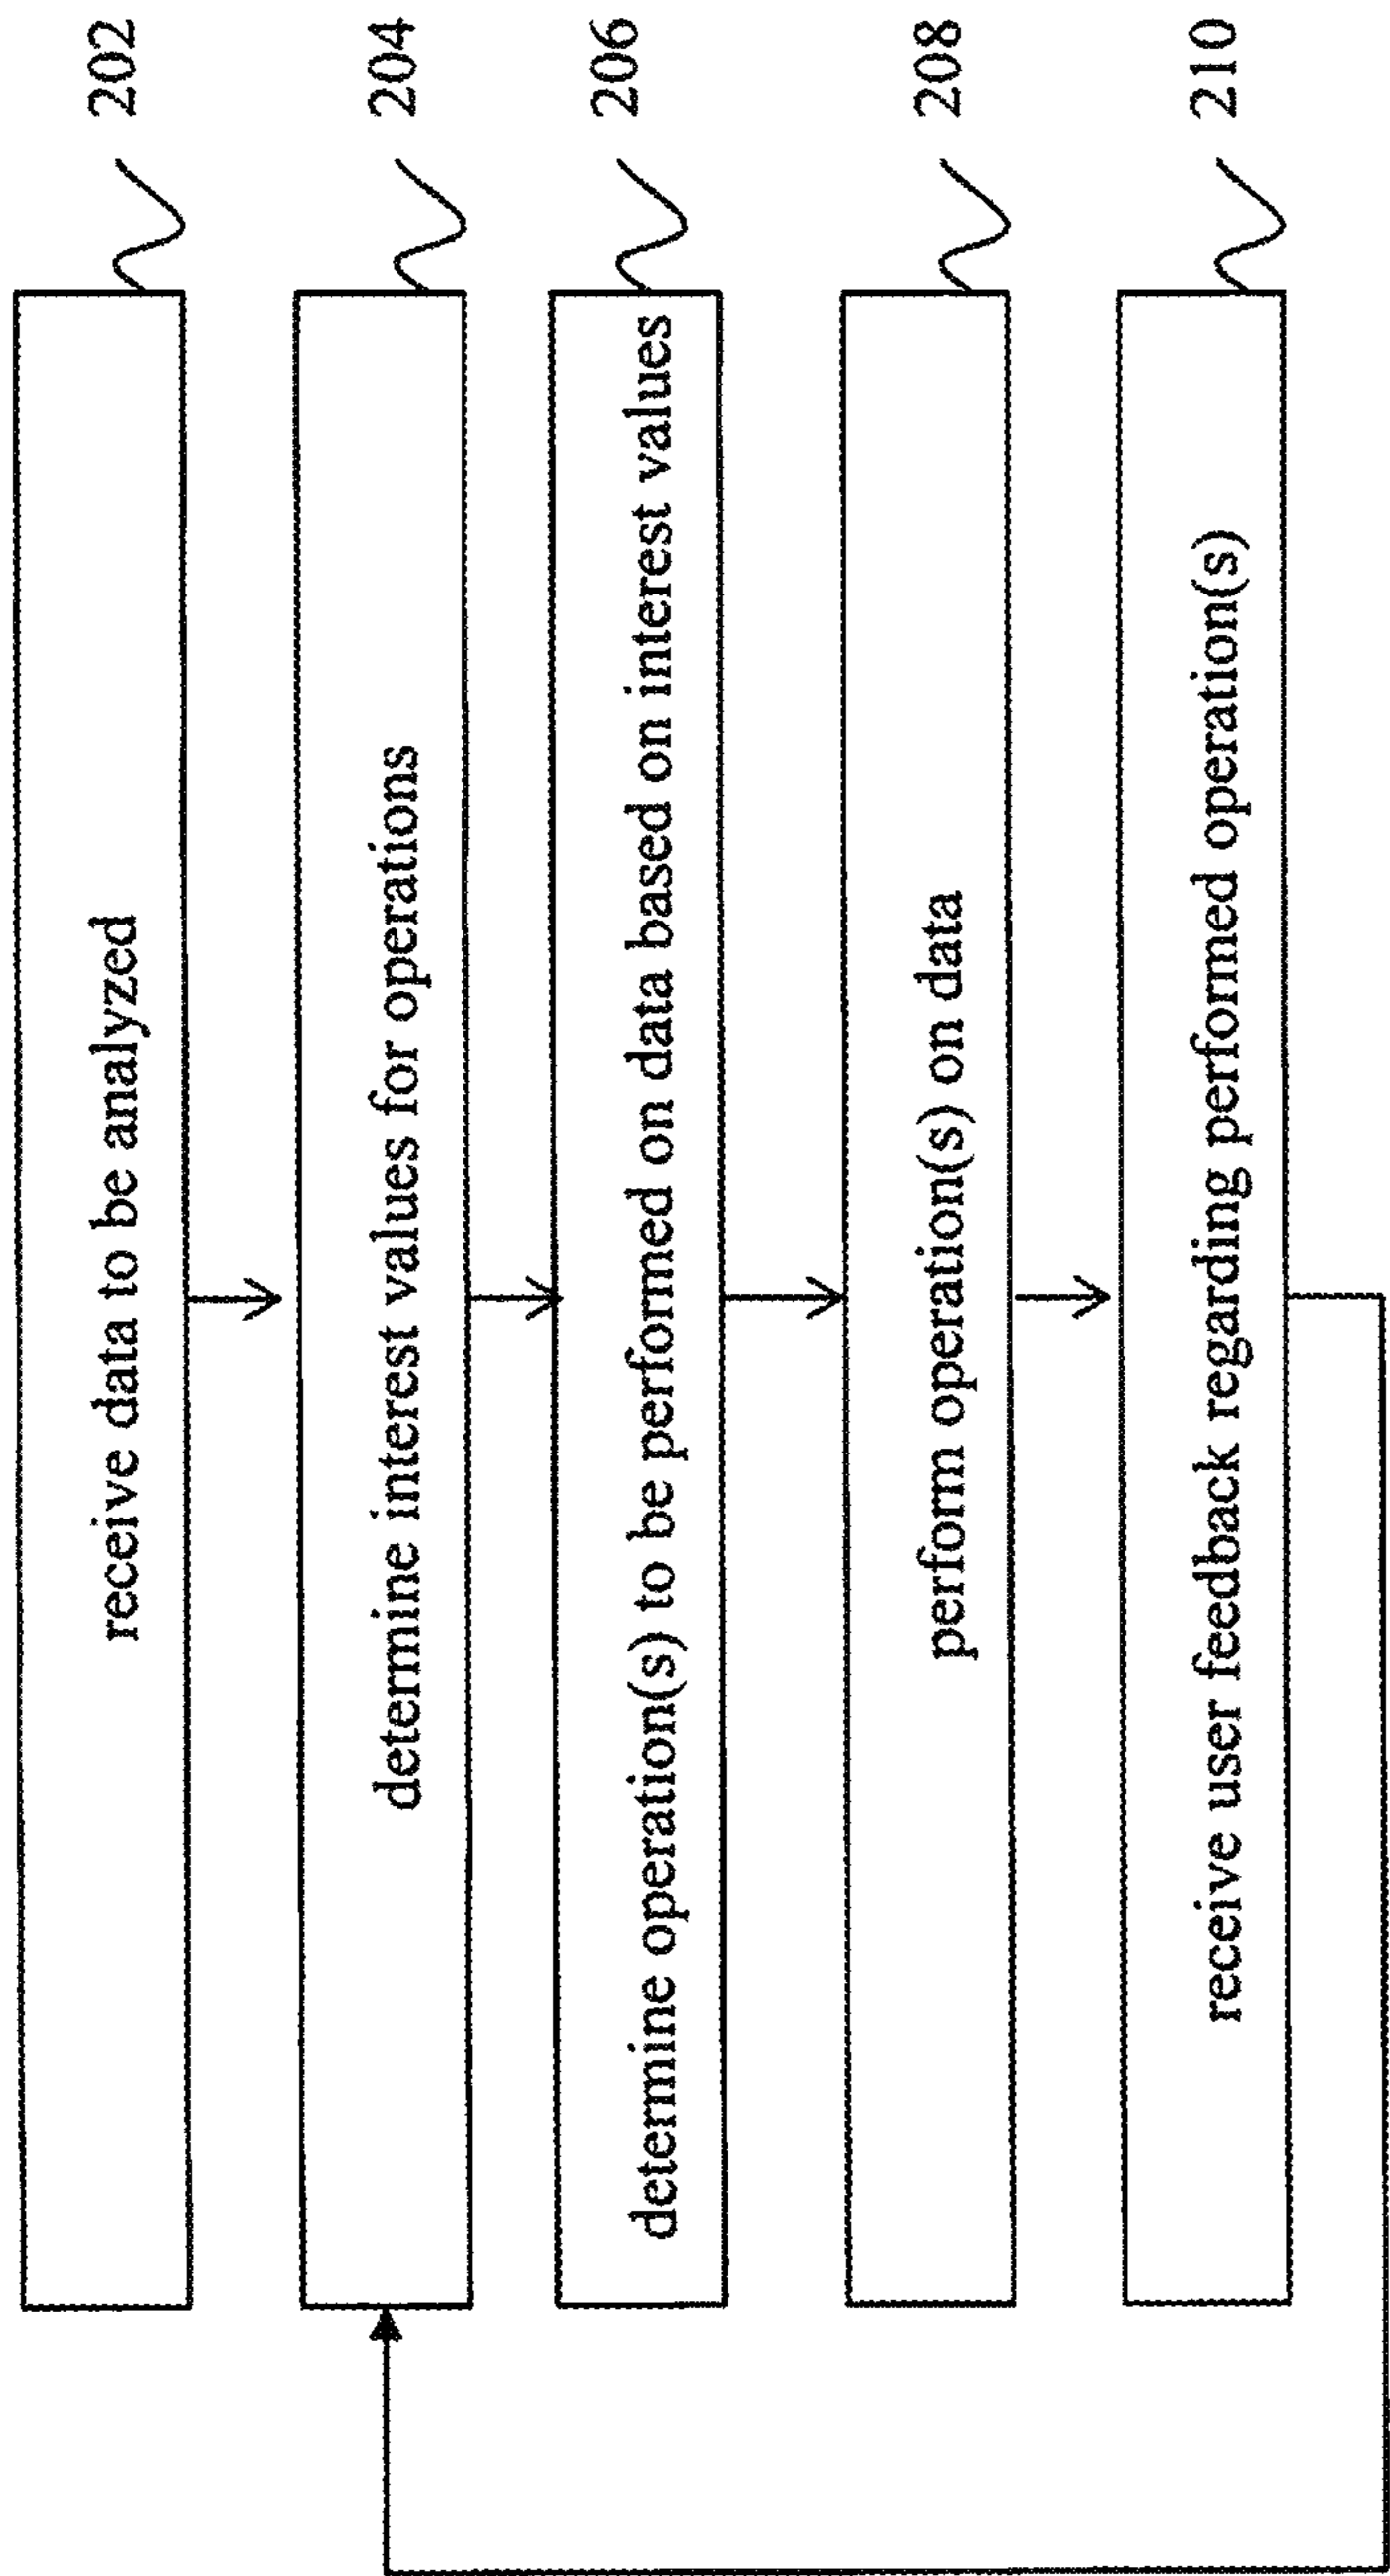 receive data to be analyzed
202
determine interest values for operations
204
determine operation(s) to be performed on data based on interest values
206
perform operation(s) on data
208
receive user feedback regarding performed operation(s)
210